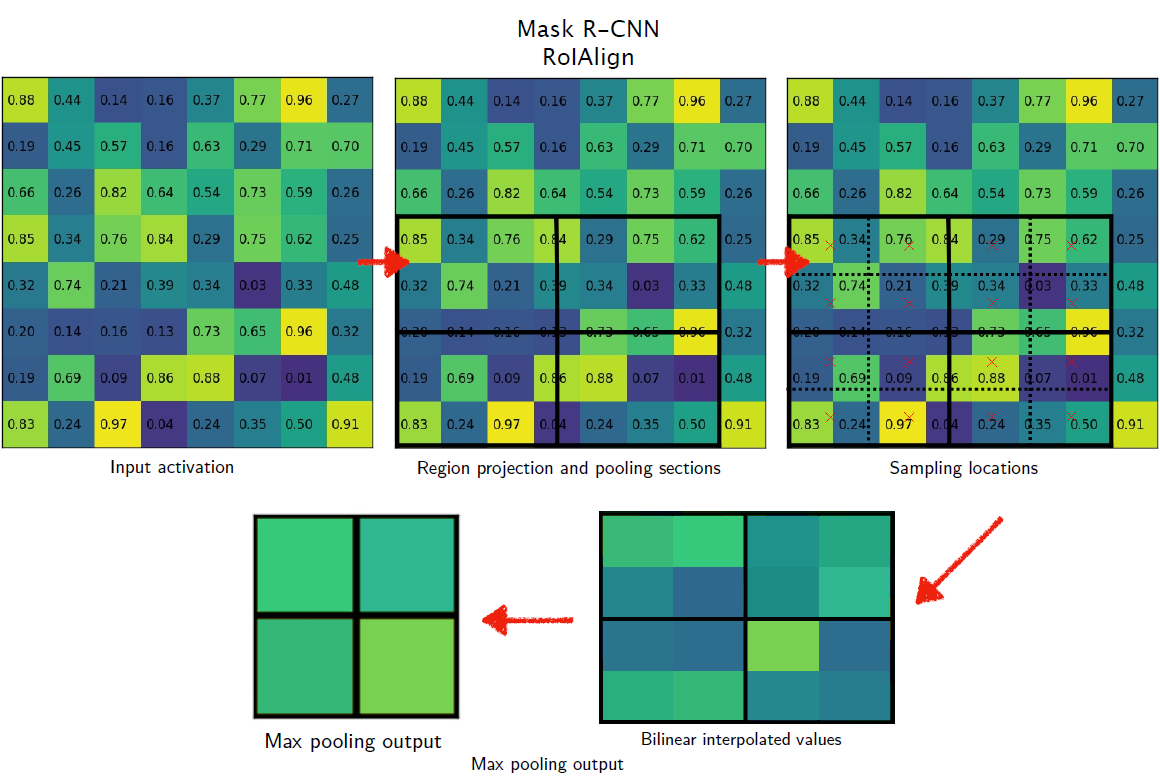 Mask R-CNN
RoIAlign
0.88 0.44 0.14 0.16 0.37 0.77 0.96 0.27
0.19 0.45 0.57 0.16 0.63 0.29 0.71 0.70
0.66 0.26 0.82 0.64 0.54 0.73 0.59 0.26
0.85 0.34 0.76 0.84 0.29 0.75 0.62 0.25
0.32 0.74 0.21 0.39 0.34 0.03 0.33 0.48
0.20 0.14 0.16 0.13 0.73 0.65 0.96 0.32
0.19 0.69 0.09 0.86 0.88 0.07 0.01 0.48
0.83 0.24 0.97 0.04 0.24 0.35 0.50 0.91
Input activation
0.88 0.44 0.14 0.16 0.37 0.77 0.96 0.27
0.19 0.45 0.57 0.16 0.63 0.29 0.71 0.70
0.66 0.26 0.82 0.64 0.54 0.73 0.59 0.26
0.85 0.34 0.76 0.84 0.29 0.75 0.62 0.25
0.32 0.74 0.21 0.39 0.34 0.03 0.33 0.48
0.20 0.14 0.16 0.13 0.73 0.65 0.96 0.32
0.19 0.69 0.09 0.86 0.88 0.07 0.01 0.48
0.83 0.24 0.97 0.04 0.24 0.35 0.50 0.91
Region projection and pooling sections
0.88 0.44 0.14 0.16 0.37 0.77 0.96 0.27
0.19 0.45 0.57 0.16 0.63 0.29 0.71 0.70
0.66 0.26 0.82 0.64 0.54 0.73 0.59 0.26
0.85 0.34 0.76 0.84 0.29 0.75 0.62 0.25
0.32 0.74 0.21 0.39 0.34 0.03 0.33 0.48
0.20 0.14 0.16 0.13 0.73 0.65 0.96 0.32
0.19 0.69 0.09 0.86 0.88 0.07 0.01 0.48
0.83 0.24 0.97 0.04 0.24 0.35 0.50 0.91
Sampling locations
Max pooling output
Bilinear interpolated values
Max pooling output